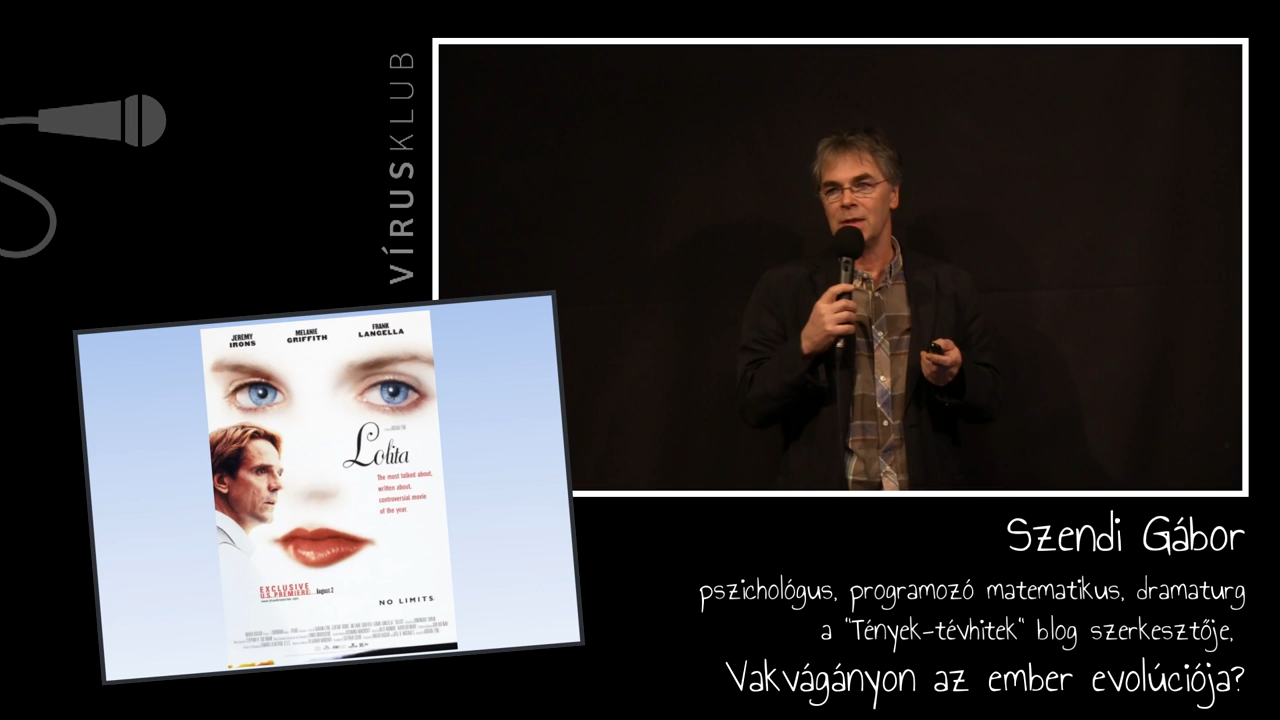 VÍRUSKLUB
JEREMY
IRONS
MELANIE
GRIFFITH
FRANK
LANGELLA
Lolita
The most talked about,
written about,
controversial movie
of the year.
EXCLUSIVE
U.S. PREMIERE... August 2
NO LIMITS.
Szendi Gábor
pszichológus, programozó matematikus, dramaturg
a "Tények-tévhitek" blog szerkesztője,
Vakvágányon az ember evolúciója?